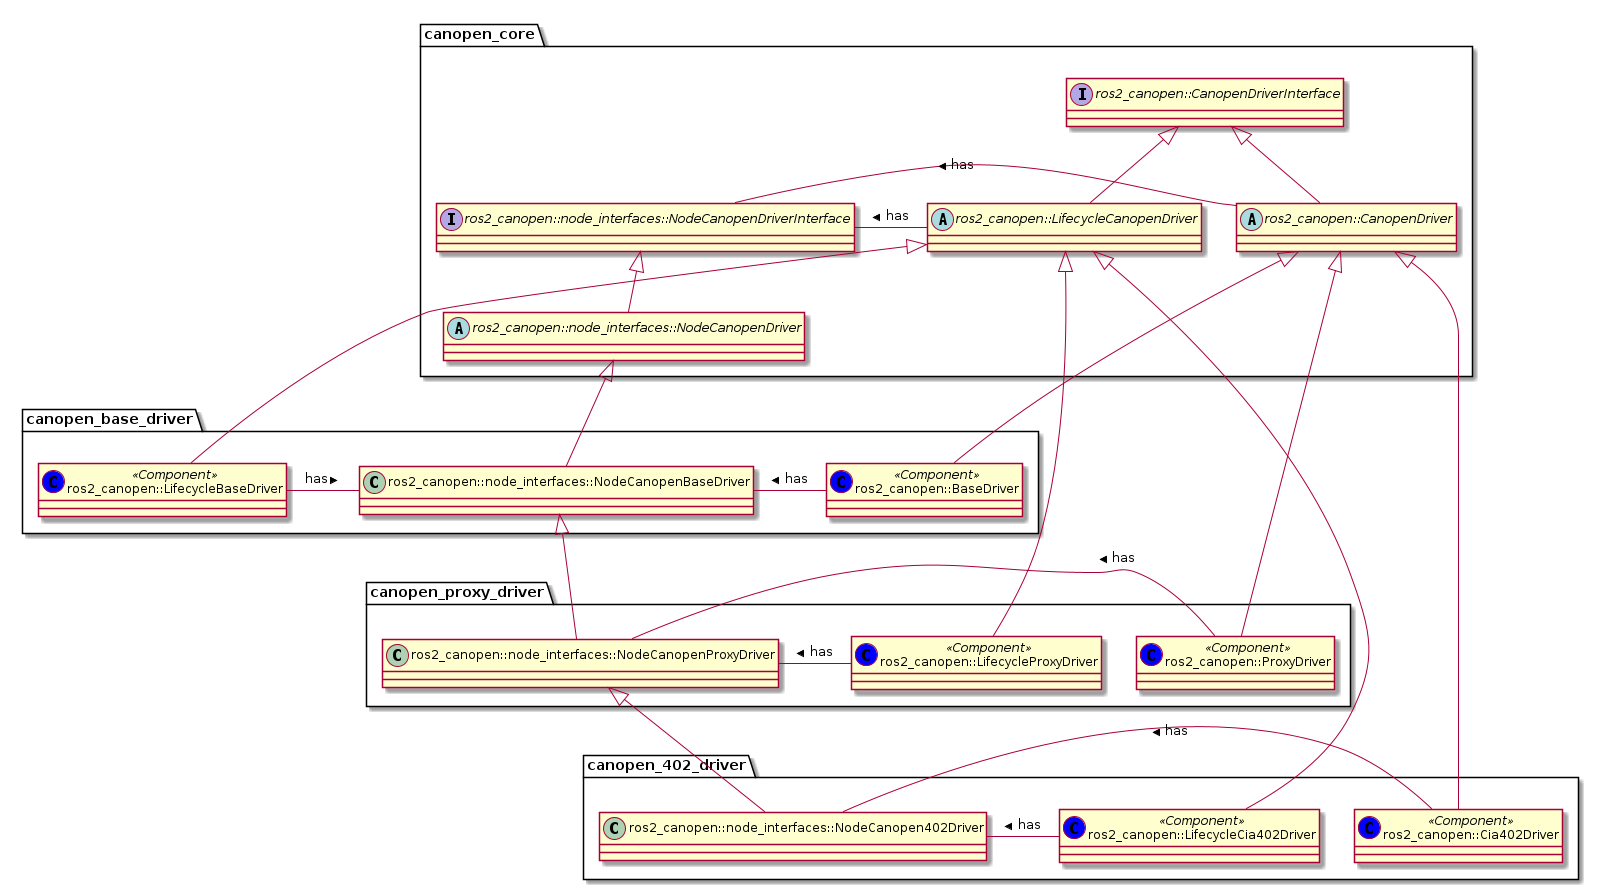 canopen_core
I ros2_canopen::CanopenDriverInterface
◄ has
I ros2_canopen::node_interfaces::NodeCanopenDriverInterface
◄ has
A ros2_canopen::LifecycleCanopenDriver
A ros2_canopen::CanopenDriver
A ros2_canopen::node_interfaces::NodeCanopenDriver
canopen_base_driver
C «Component»
ros2_canopen::LifecycleBaseDriver
has ►
C ros2_canopen::node_interfaces::NodeCanopenBaseDriver
◄ has
C «Component»
ros2_canopen::BaseDriver
◄ has
canopen_proxy_driver
C ros2_canopen::node_interfaces::NodeCanopenProxyDriver
◄ has
C «Component»
ros2_canopen::LifecycleProxyDriver
C «Component»
ros2_canopen::ProxyDriver
◄ has
canopen_402_driver
C ros2_canopen::node_interfaces::NodeCanopen402Driver
◄ has
C «Component»
ros2_canopen::LifecycleCia402Driver
C «Component»
ros2_canopen::Cia402Driver